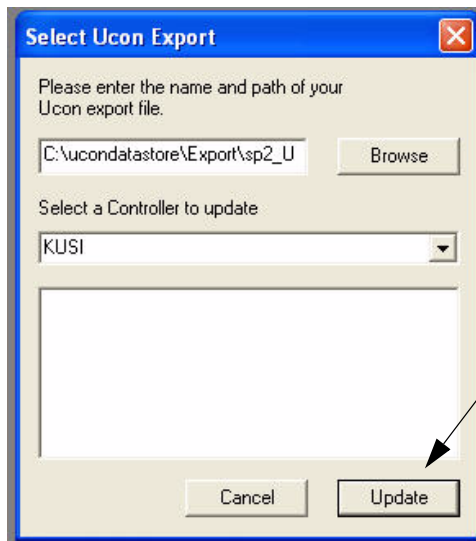 Select Ucon Export
Please enter the name and path of your
Ucon export file.
C:\ucondatastore\Export\sp2_U
Browse
Select a Controller to update
KUSI
Cancel
Update